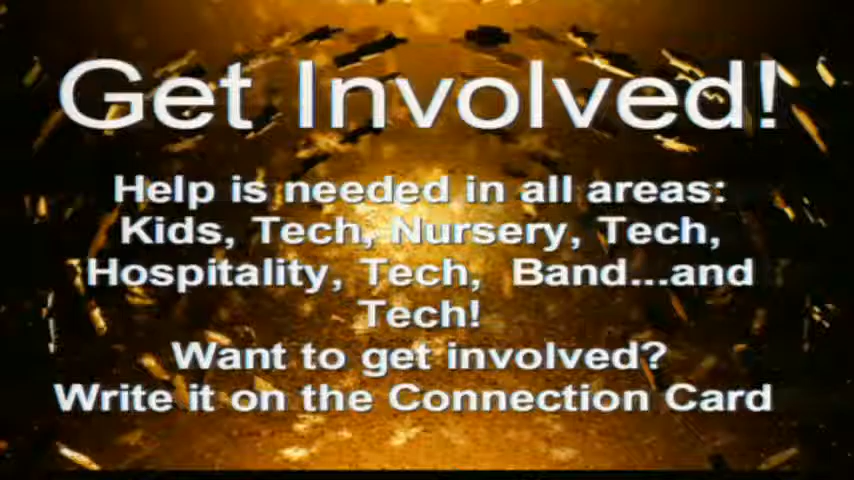 Get Involved!
Help is needed in all areas:
Kids, Tech, Nursery, Tech,
Hospitality, Tech, Band...and
Tech!
Want to get involved?
Write it on the Connection Card